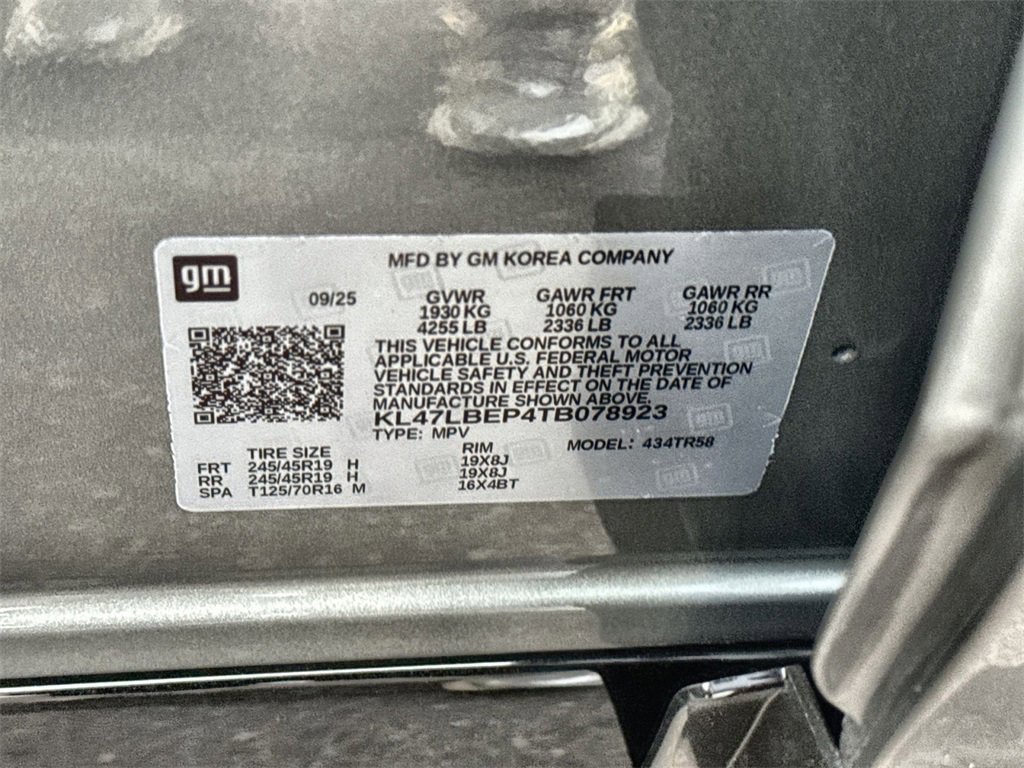 gm
MFD BY GM KOREA COMPANY
09/25 GVWR GAWR FRT GAWR RR
1930 KG 1060 KG 1060 KG
4255 LB 2336 LB 2336 LB
THIS VEHICLE CONFORMS TO ALL
APPLICABLE U.S. FEDERAL MOTOR
VEHICLE SAFETY AND THEFT PREVENTION
STANDARDS IN EFFECT ON THE DATE OF
MANUFACTURE SHOWN ABOVE.
KL47LBEP4TB078923
TYPE: MPV MODEL: 434TR58
TIRE SIZE RIM
FRT 245/45R19 H 19X8J
RR 245/45R19 H 19X8J
SPA T125/70R16 M 16X4BT